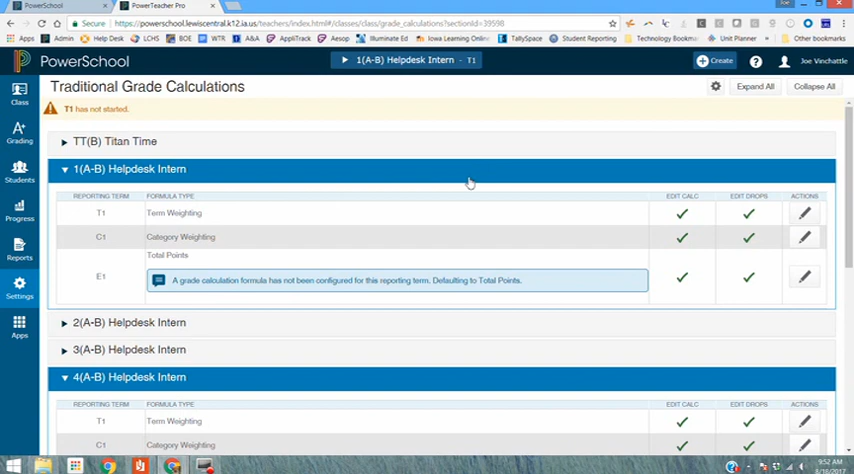 PowerSchool
PowerTeacher Pro
Joe
Secure
https://powerschool.lewiscentral.k12.ia.us/teachers/index.html#/classes/class/grade_calculations?sectionId=39598
Apps Admin Help Desk LCHS BOE WTR A&A AppliTrack Aesop Illuminate Ed Iowa Learning Online TallySpace Student Reporting Technology Bookma Unit Planner » Other bookmarks
PowerSchool
1(A-B) Helpdesk Intern - T1
Create
Joe Vinchattle
Class
Grading
Students
Progress
Reports
Settings
Apps
Traditional Grade Calculations
Expand All
Collapse All
T1 has not started.
TT(B) Titan Time
1(A-B) Helpdesk Intern
REPORTING TERM FORMULA TYPE EDIT CALC EDIT DROPS ACTIONS
T1 Term Weighting
C1 Category Weighting
Total Points
E1 A grade calculation formula has not been configured for this reporting term. Defaulting to Total Points.
2(A-B) Helpdesk Intern
3(A-B) Helpdesk Intern
4(A-B) Helpdesk Intern
REPORTING TERM FORMULA TYPE EDIT CALC EDIT DROPS ACTIONS
T1 Term Weighting
C1 Category Weighting
9:52 AM
8/18/2017